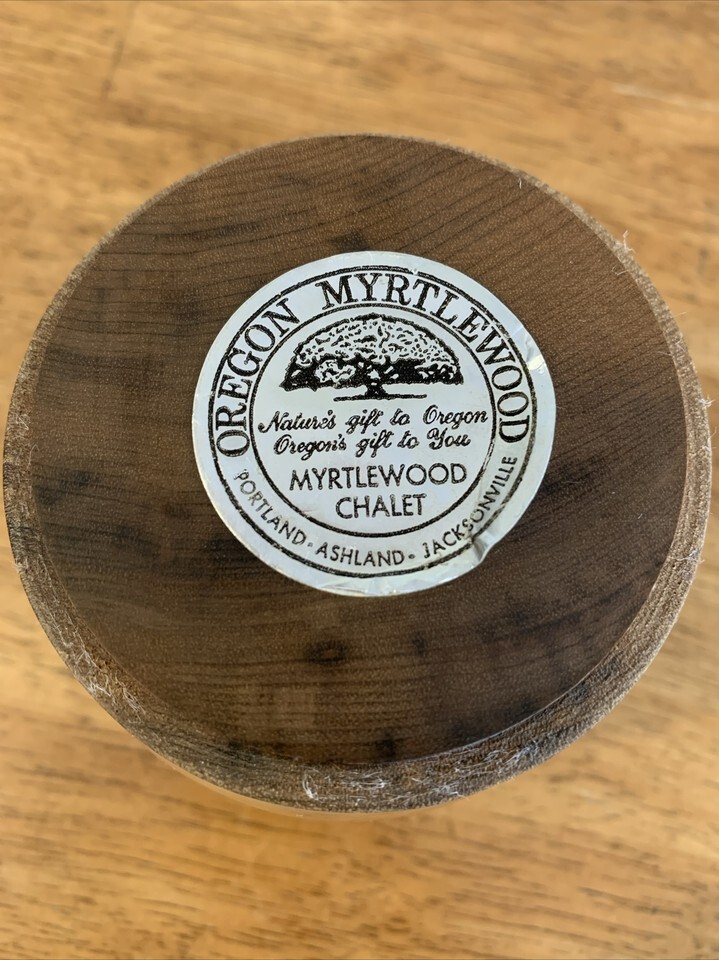 OREGON MYRTLEWOOD
Nature's gift to Oregon
Oregon's gift to You
MYRTLEWOOD
CHALET
PORTLAND · ASHLAND · JACKSONVILLE